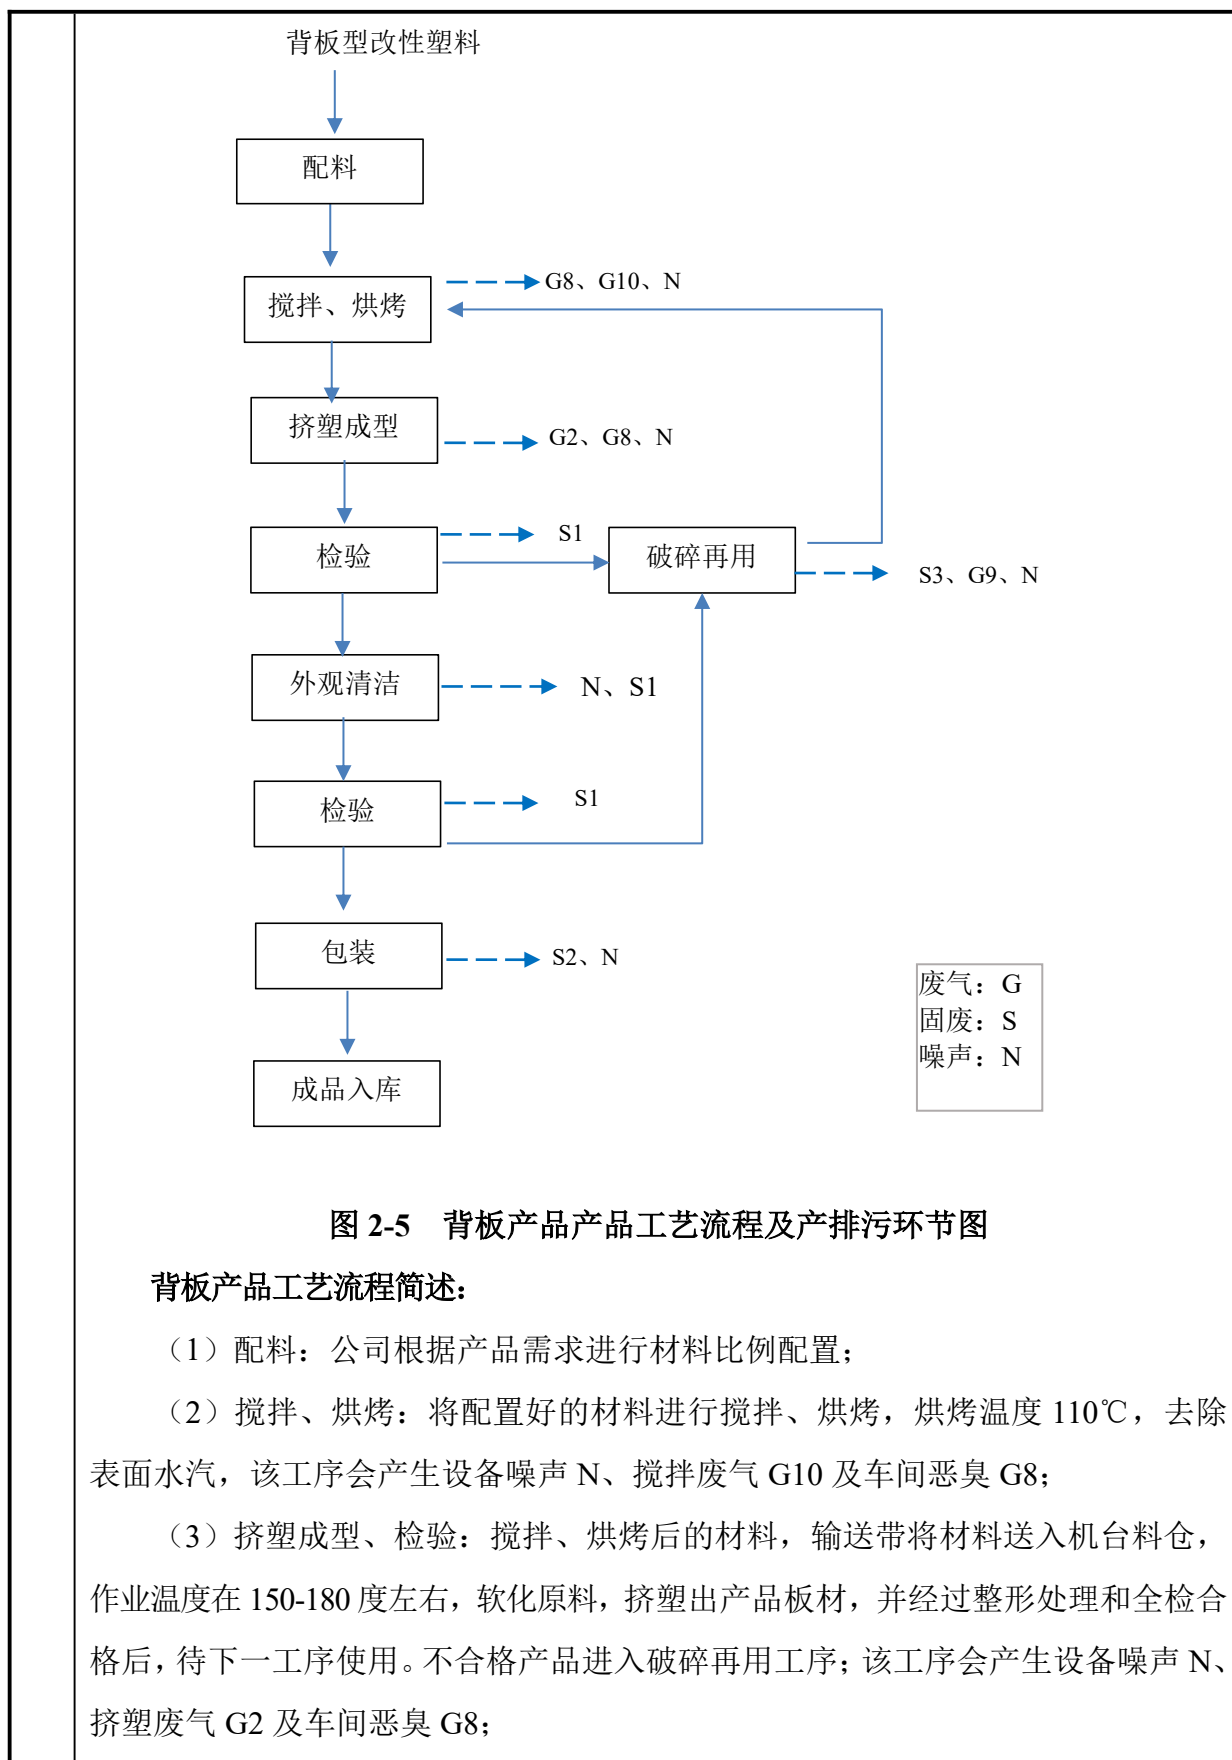 背板型改性塑料
配料
搅拌、烘烤
G8、G10、N
挤塑成型
G2、G8、N
检验
S1
破碎再用
S3、G9、N
外观清洁
N、S1
检验
S1
包装
S2、N
成品入库
废气：G
固废：S
噪声：N
图 2-5 背板产品产品工艺流程及产排污环节图
背板产品工艺流程简述：
（1）配料：公司根据产品需求进行材料比例配置；
（2）搅拌、烘烤：将配置好的材料进行搅拌、烘烤，烘烤温度 110℃，去除
表面水汽，该工序会产生设备噪声 N、搅拌废气 G10 及车间恶臭 G8；
（3）挤塑成型、检验：搅拌、烘烤后的材料，输送带将材料送入机台料仓，
作业温度在 150-180 度左右，软化原料，挤塑出产品板材，并经过整形处理和全检合
格后，待下一工序使用。不合格产品进入破碎再用工序；该工序会产生设备噪声 N、
挤塑废气 G2 及车间恶臭 G8；